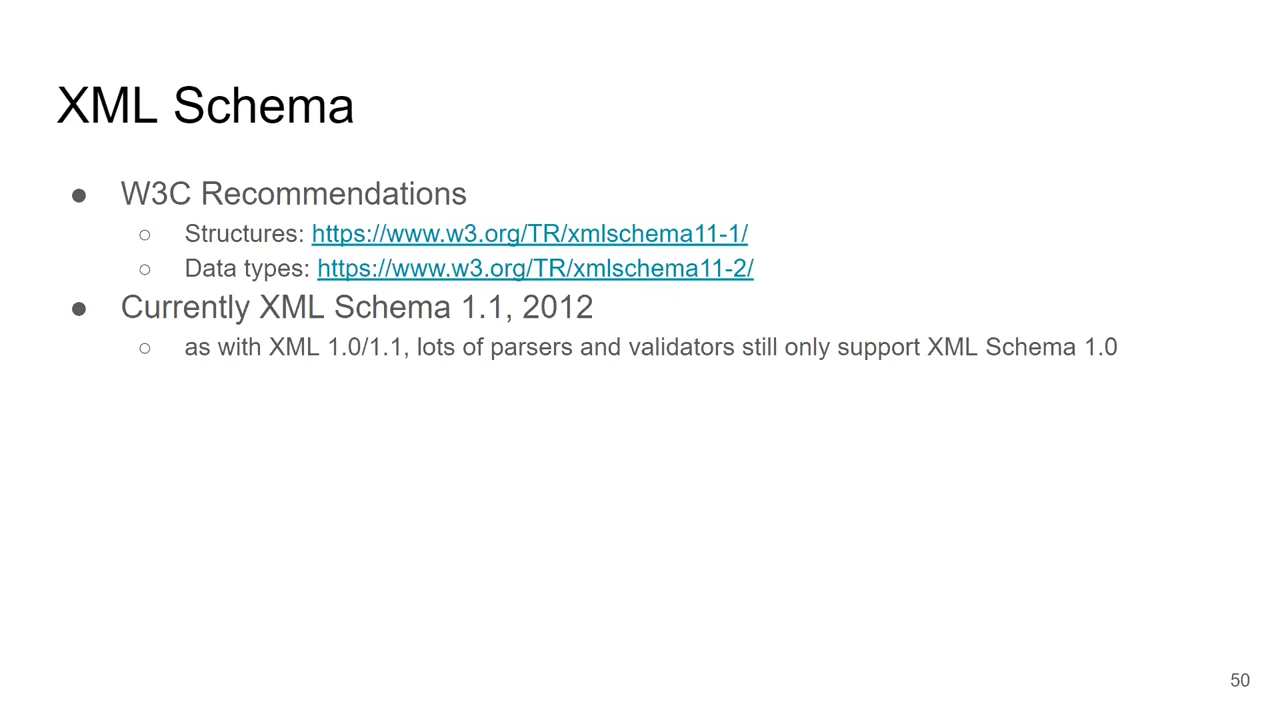 XML Schema
● W3C Recommendations
○ Structures: https://www.w3.org/TR/xmlschema11-1/
○ Data types: https://www.w3.org/TR/xmlschema11-2/
● Currently XML Schema 1.1, 2012
○ as with XML 1.0/1.1, lots of parsers and validators still only support XML Schema 1.0
50